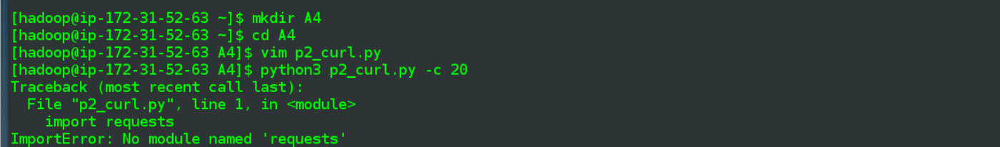 [hadoop@ip-172-31-52-63 ~]$ mkdir A4
[hadoop@ip-172-31-52-63 ~]$ cd A4
[hadoop@ip-172-31-52-63 A4]$ vim p2_curl.py
[hadoop@ip-172-31-52-63 A4]$ python3 p2_curl.py -c 20
Traceback (most recent call last):
  File "p2_curl.py", line 1, in <module>
    import requests
ImportError: No module named 'requests'